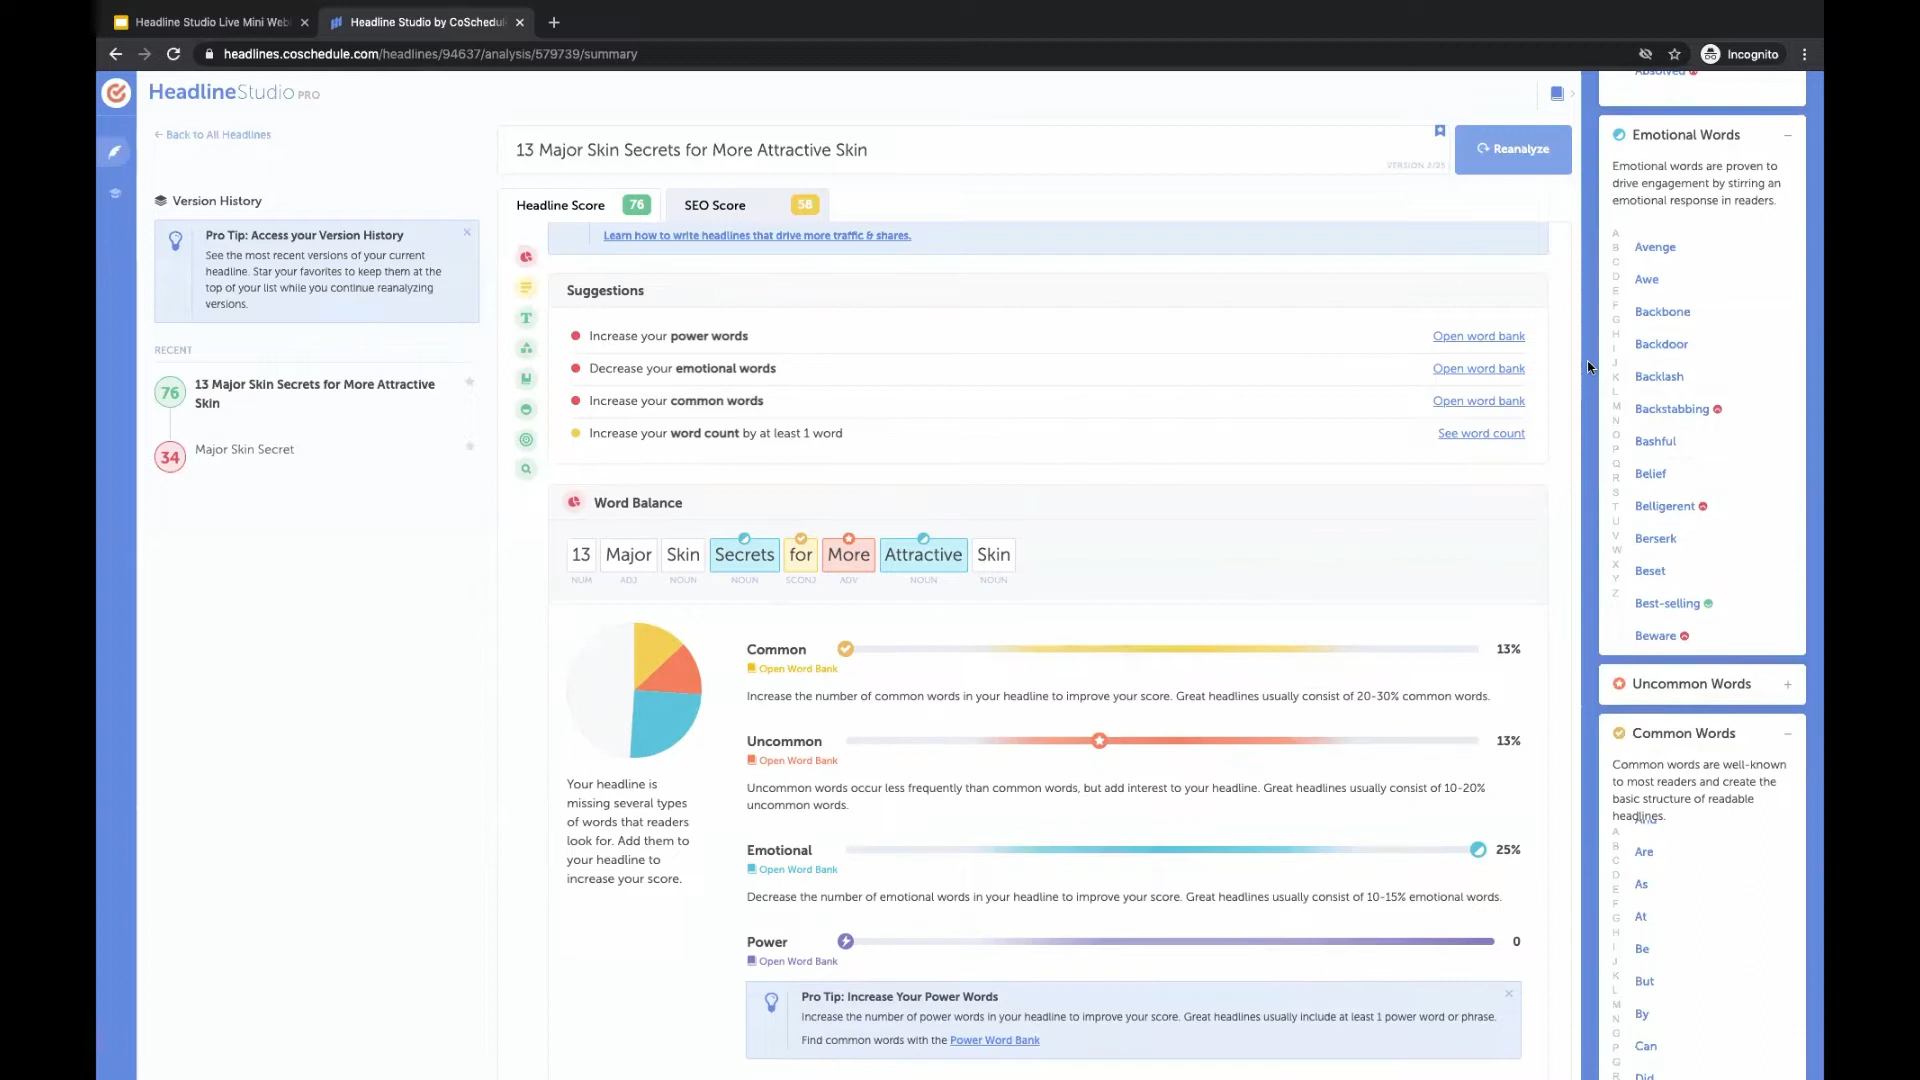 Headline Studio Live Mini Web
Headline Studio by CoSchedul
headlines.coschedule.com/headlines/94637/analysis/579739/summary
Incognito
HeadlineStudio PRO
← Back to All Headlines
13 Major Skin Secrets for More Attractive Skin
VERSION 2/25
Reanalyze
Version History
Pro Tip: Access your Version History
See the most recent versions of your current
headline. Star your favorites to keep them at the
top of your list while you continue reanalyzing
versions.
RECENT
76
13 Major Skin Secrets for More Attractive
Skin
34
Major Skin Secret
Headline Score 76
SEO Score 58
Learn how to write headlines that drive more traffic & shares.
Suggestions
Increase your power words
Open word bank
Decrease your emotional words
Open word bank
Increase your common words
Open word bank
Increase your word count by at least 1 word
See word count
Word Balance
13 Major Skin Secrets for More Attractive Skin
NUM ADJ NOUN NOUN SCONJ ADV NOUN NOUN
Your headline is
missing several types
of words that readers
look for. Add them to
your headline to
increase your score.
Common
13%
Open Word Bank
Increase the number of common words in your headline to improve your score. Great headlines usually consist of 20-30% common words.
Uncommon
13%
Open Word Bank
Uncommon words occur less frequently than common words, but add interest to your headline. Great headlines usually consist of 10-20%
uncommon words.
Emotional
25%
Open Word Bank
Decrease the number of emotional words in your headline to improve your score. Great headlines usually consist of 10-15% emotional words.
Power
0
Open Word Bank
Pro Tip: Increase Your Power Words
Increase the number of power words in your headline to improve your score. Great headlines usually include at least 1 power word or phrase.
Find common words with the Power Word Bank
Absolved
Emotional Words
Emotional words are proven to
drive engagement by stirring an
emotional response in readers.
A
B
C
D
E
F
G
H
I
J
K
L
M
N
O
P
Q
R
S
T
U
V
W
X
Y
Z
Avenge
Awe
Backbone
Backdoor
Backlash
Backstabbing
Bashful
Belief
Belligerent
Berserk
Beset
Best-selling
Beware
Uncommon Words
Common Words
Common words are well-known
to most readers and create the
basic structure of readable
headlines.
And
A
B
C
D
E
F
G
H
I
J
K
L
M
N
O
P
Q
R
Are
As
At
Be
But
By
Can
Did